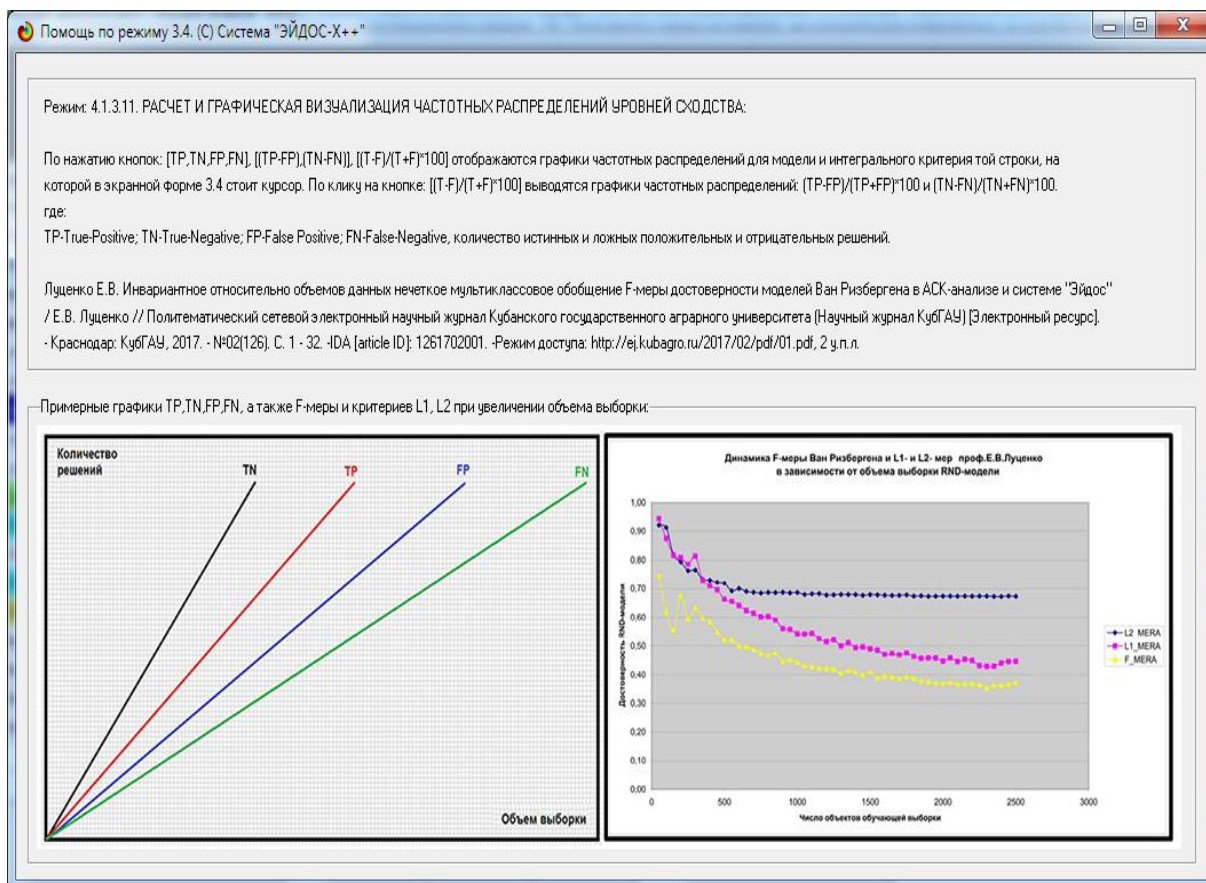 Помощь по режиму 3.4. (C) Система "ЭЙДОС-X++"
Режим: 4.1.3.11. РАСЧЕТ И ГРАФИЧЕСКАЯ ВИЗУАЛИЗАЦИЯ ЧАСТОТНЫХ РАСПРЕДЕЛЕНИЙ УРОВНЕЙ СХОДСТВА:
По нажатию кнопок: [TP,TN,FP,FN], [(TP-FP),(TN-FN)], [(T-F)/(T+F)*100] отображаются графики частотных распределений для модели и интегрального критерия той строки, на
которой в экранной форме 3.4 стоит курсор. По клику на кнопке: [(T-F)/(T+F)*100] выводятся графики частотных распределений: (TP-FP)/(TP+FP)*100 и (TN-FN)/(TN+FN)*100.
где:
TP-True-Positive; TN-True-Negative; FP-False Positive; FN-False-Negative, количество истинных и ложных положительных и отрицательных решений.
Луценко Е.В. Инвариантное относительно объемов данных нечеткое мультиклассовое обобщение F-меры достоверности моделей Ван Ризбергена в АСК-анализе и системе "Эйдос"
/ Е.В. Луценко // Политематический сетевой электронный научный журнал Кубанского государственного аграрного университета (Научный журнал КубГАУ) [Электронный ресурс].
- Краснодар: КубГАУ, 2017. - №02(126). С. 1 - 32. -IDA [article ID]: 1261702001. -Режим доступа: http://ej.kubagro.ru/2017/02/pdf/01.pdf, 2 у.п.л.
Примерные графики TP,TN,FP,FN, а также F-меры и критериев L1, L2 при увеличении объема выборки:
Количество
решений
TN
TP
FP
FN
Объем выборки
Динамика F-меры Ван Ризбергена и L1- и L2- мер проф.Е.В.Луценко
в зависимости от объема выборки RND-модели
Достоверность RND-модели
1,00
0,90
0,80
0,70
0,60
0,50
0,40
0,30
0,20
0,10
0,00
0
500
1000
1500
2000
2500
3000
Число объектов обучающей выборки
L2_MERA
L1_MERA
F_MERA